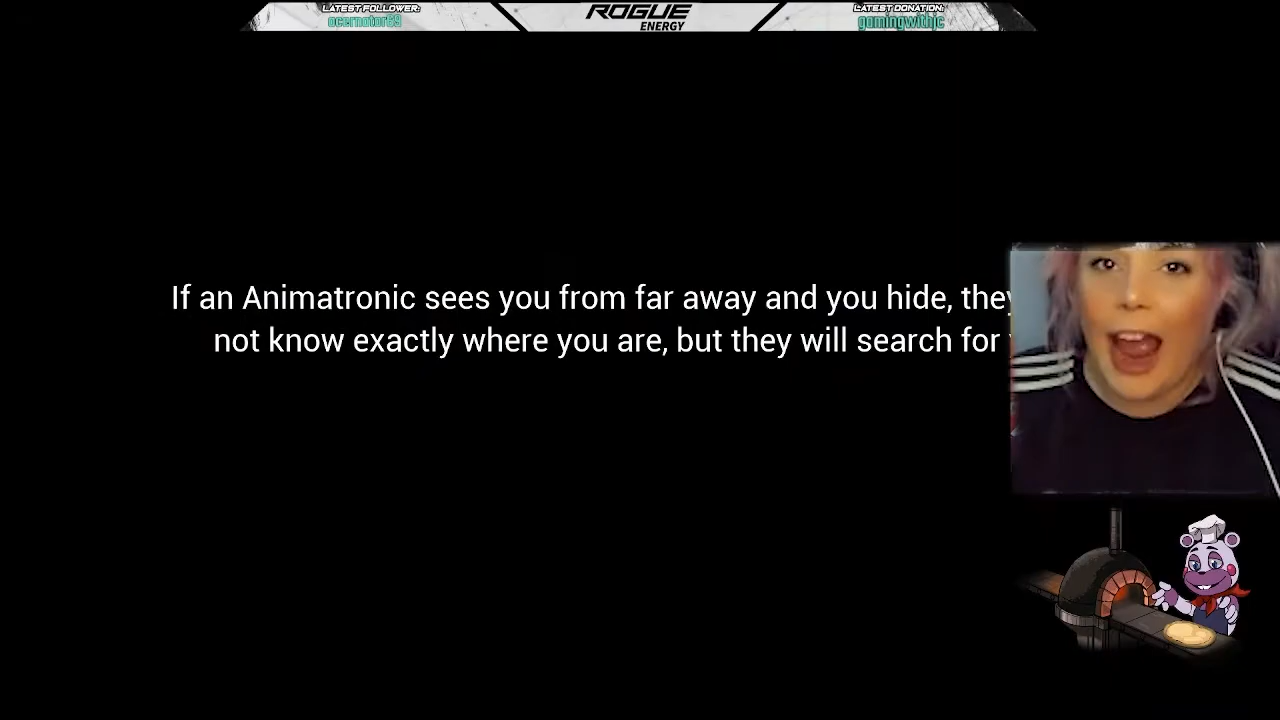 LATEST FOLLOWER:
ocernator69
ROGUE
ENERGY
LATEST DONATION:
gamingwithjc
If an Animatronic sees you from far away and you hide, they
not know exactly where you are, but they will search for